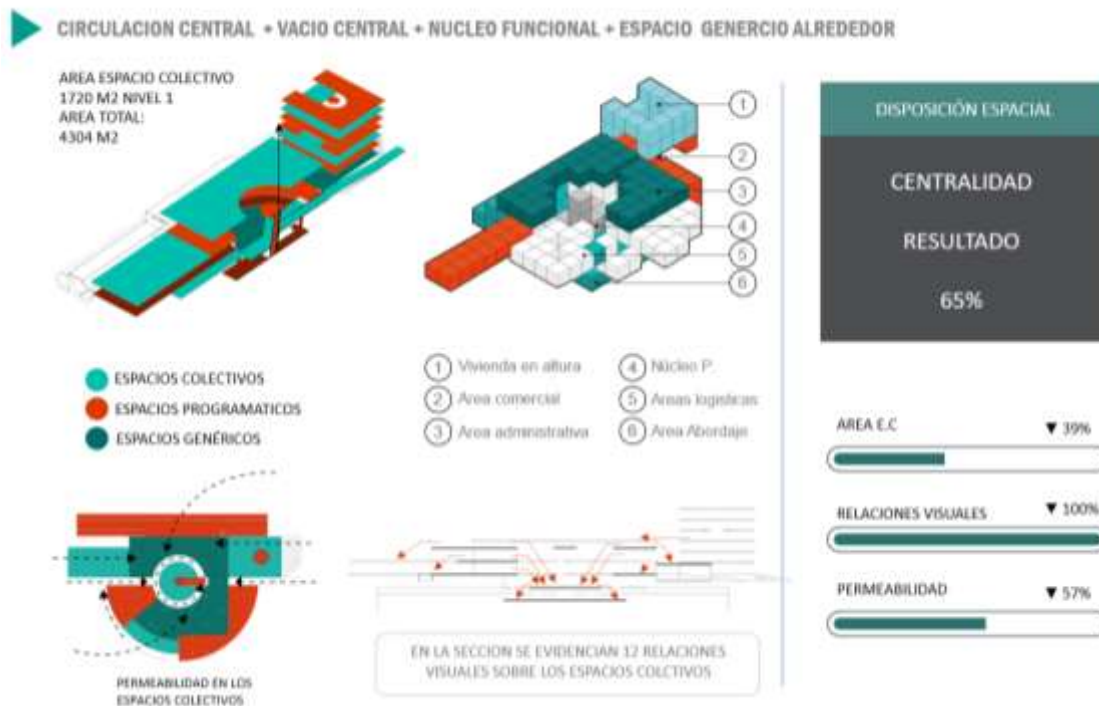 CIRCULACION CENTRAL + VACIO CENTRAL + NUCLEO FUNCIONAL + ESPACIO GENERCIO ALREDEDOR
AREA ESPACIO COLECTIVO
1720 M2 NIVEL 1
AREA TOTAL:
4304 M2
1
2
3
4
5
6
ESPACIOS COLECTIVOS
ESPACIOS PROGRAMATICOS
ESPACIOS GENÉRICOS
1 Vivienda en altura
2 Area comercial
3 Area administrativa
4 Núcleo P.
5 Areas logisticas
6 Area Abordaje
PERMEABILIDAD EN LOS
ESPACIOS COLECTIVOS
EN LA SECCION SE EVIDENCIAN 12 RELACIONES
VISUALES SOBRE LOS ESPACIOS COLCTIVOS
DISPOSICIÓN ESPACIAL
CENTRALIDAD
RESULTADO
65%
AREA E.C ▼ 39%
RELACIONES VISUALES ▼ 100%
PERMEABILIDAD ▼ 57%